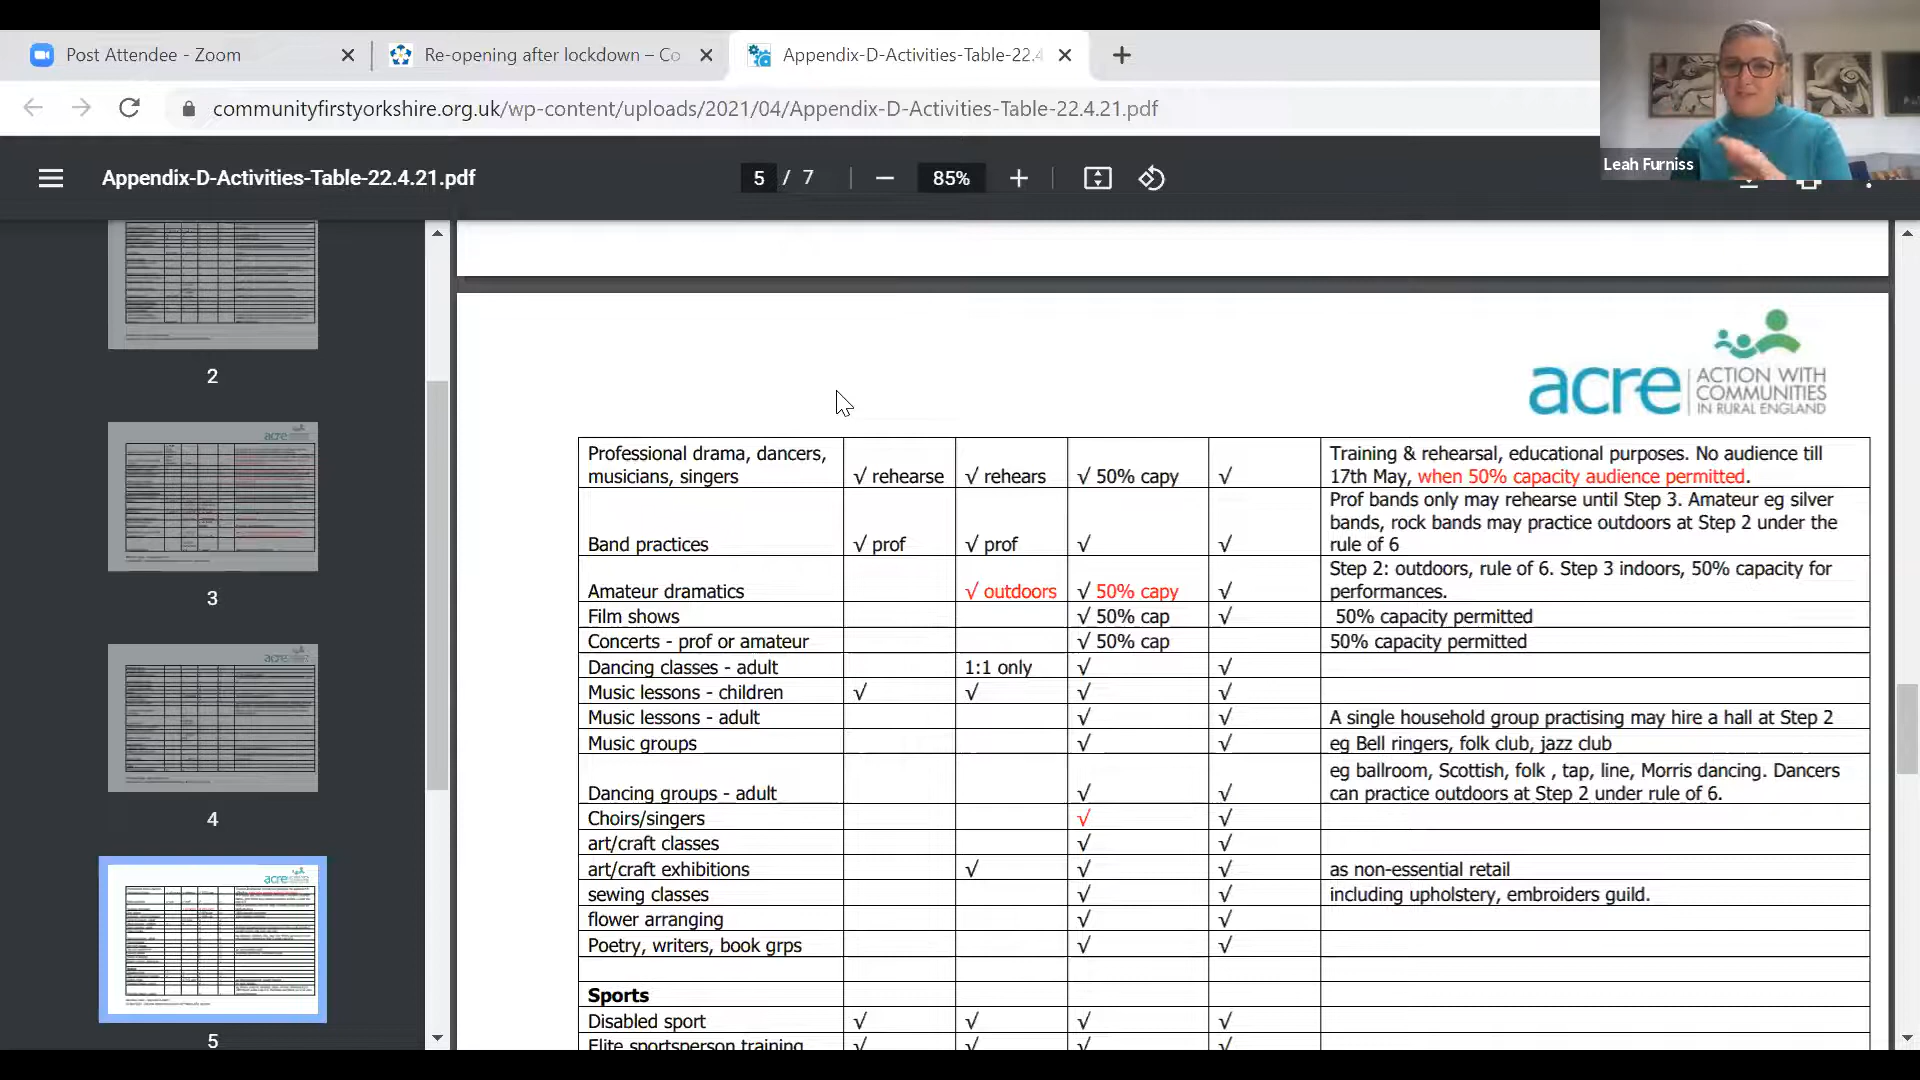 Post Attendee - Zoom
Re-opening after lockdown – Co
Appendix-D-Activities-Table-22.4
communityfirstyorkshire.org.uk/wp-content/uploads/2021/04/Appendix-D-Activities-Table-22.4.21.pdf
Leah Furniss
Appendix-D-Activities-Table-22.4.21.pdf
5 / 7
85%
2
3
4
5
acre ACTION WITH
COMMUNITIES
IN RURAL ENGLAND
Professional drama, dancers,
musicians, singers √ rehearse √ rehears √ 50% capy √ Training & rehearsal, educational purposes. No audience till
17th May, when 50% capacity audience permitted.
Band practices √ prof √ prof √ √ Prof bands only may rehearse until Step 3. Amateur eg silver
bands, rock bands may practice outdoors at Step 2 under the
rule of 6
Amateur dramatics √ outdoors √ 50% capy √ Step 2: outdoors, rule of 6. Step 3 indoors, 50% capacity for
performances.
Film shows √ 50% cap √ 50% capacity permitted
Concerts - prof or amateur √ 50% cap 50% capacity permitted
Dancing classes - adult 1:1 only √ √
Music lessons - children √ √ √ √
Music lessons - adult √ √ A single household group practising may hire a hall at Step 2
Music groups √ √ eg Bell ringers, folk club, jazz club
Dancing groups - adult √ √ eg ballroom, Scottish, folk , tap, line, Morris dancing. Dancers
can practice outdoors at Step 2 under rule of 6.
Choirs/singers √ √
art/craft classes √ √
art/craft exhibitions √ √ √ as non-essential retail
sewing classes √ √ including upholstery, embroiders guild.
flower arranging √ √
Poetry, writers, book grps √ √
Sports
Disabled sport √ √ √ √
Elite sportsperson training √ √ √ √